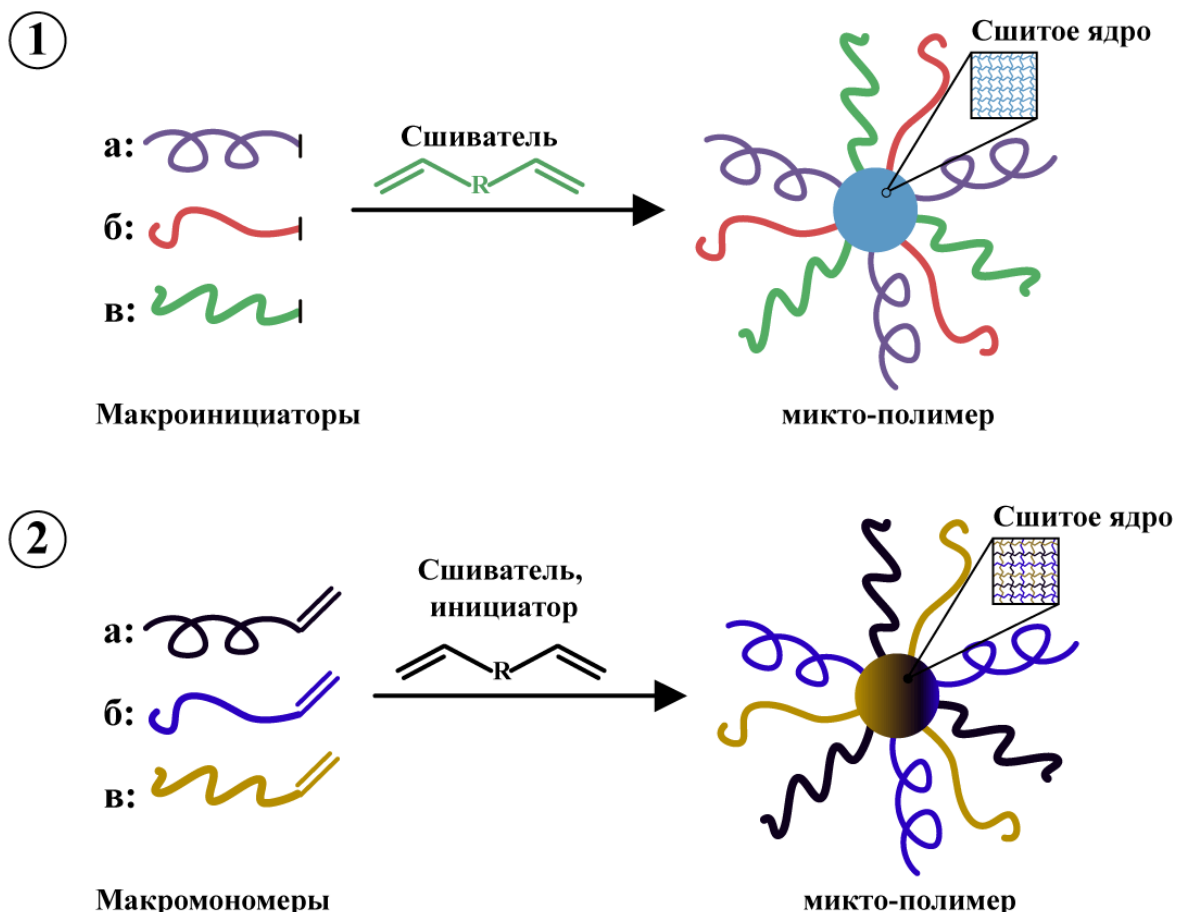 1
Сшитое ядро
а:
Сшиватель
R
б:
в:
Макроинициаторы
микто-полимер
2
Сшитое ядро
Сшиватель,
инициатор
а:
R
б:
в:
Макромономеры
микто-полимер